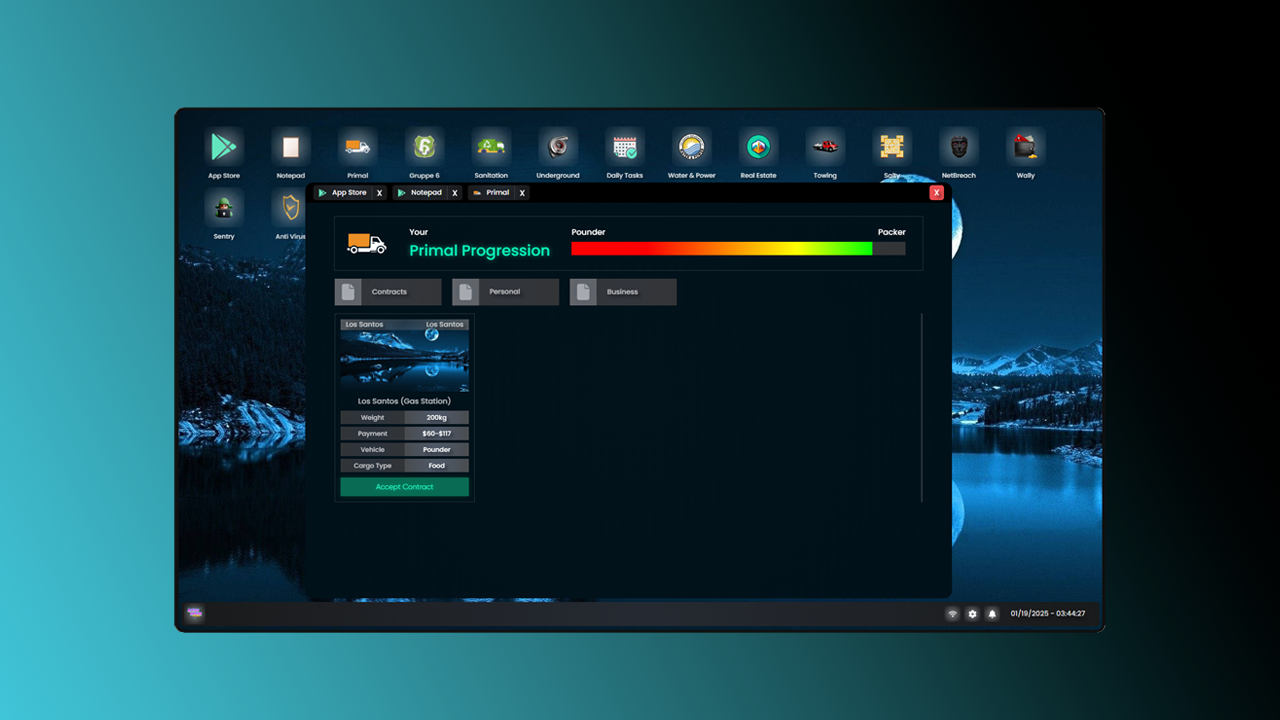 App Store Notepad Primal Gruppe 6 Sanitation Underground Daily Tasks Water & Power Real Estate Towing Salty NetBreach Wally
Sentry Anti Virus
App Store X Notepad X Primal X X
Your Pounder Packer
Primal Progression
Contracts Personal Business
Los Santos Los Santos
Los Santos (Gas Station)
Weight 200kg
Payment $60-$117
Vehicle Pounder
Cargo Type Food
Accept Contract
01/19/2025 - 03:44:27